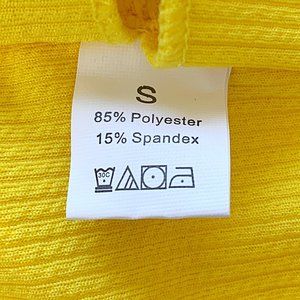 S
85% Polyester
15% Spandex
30C